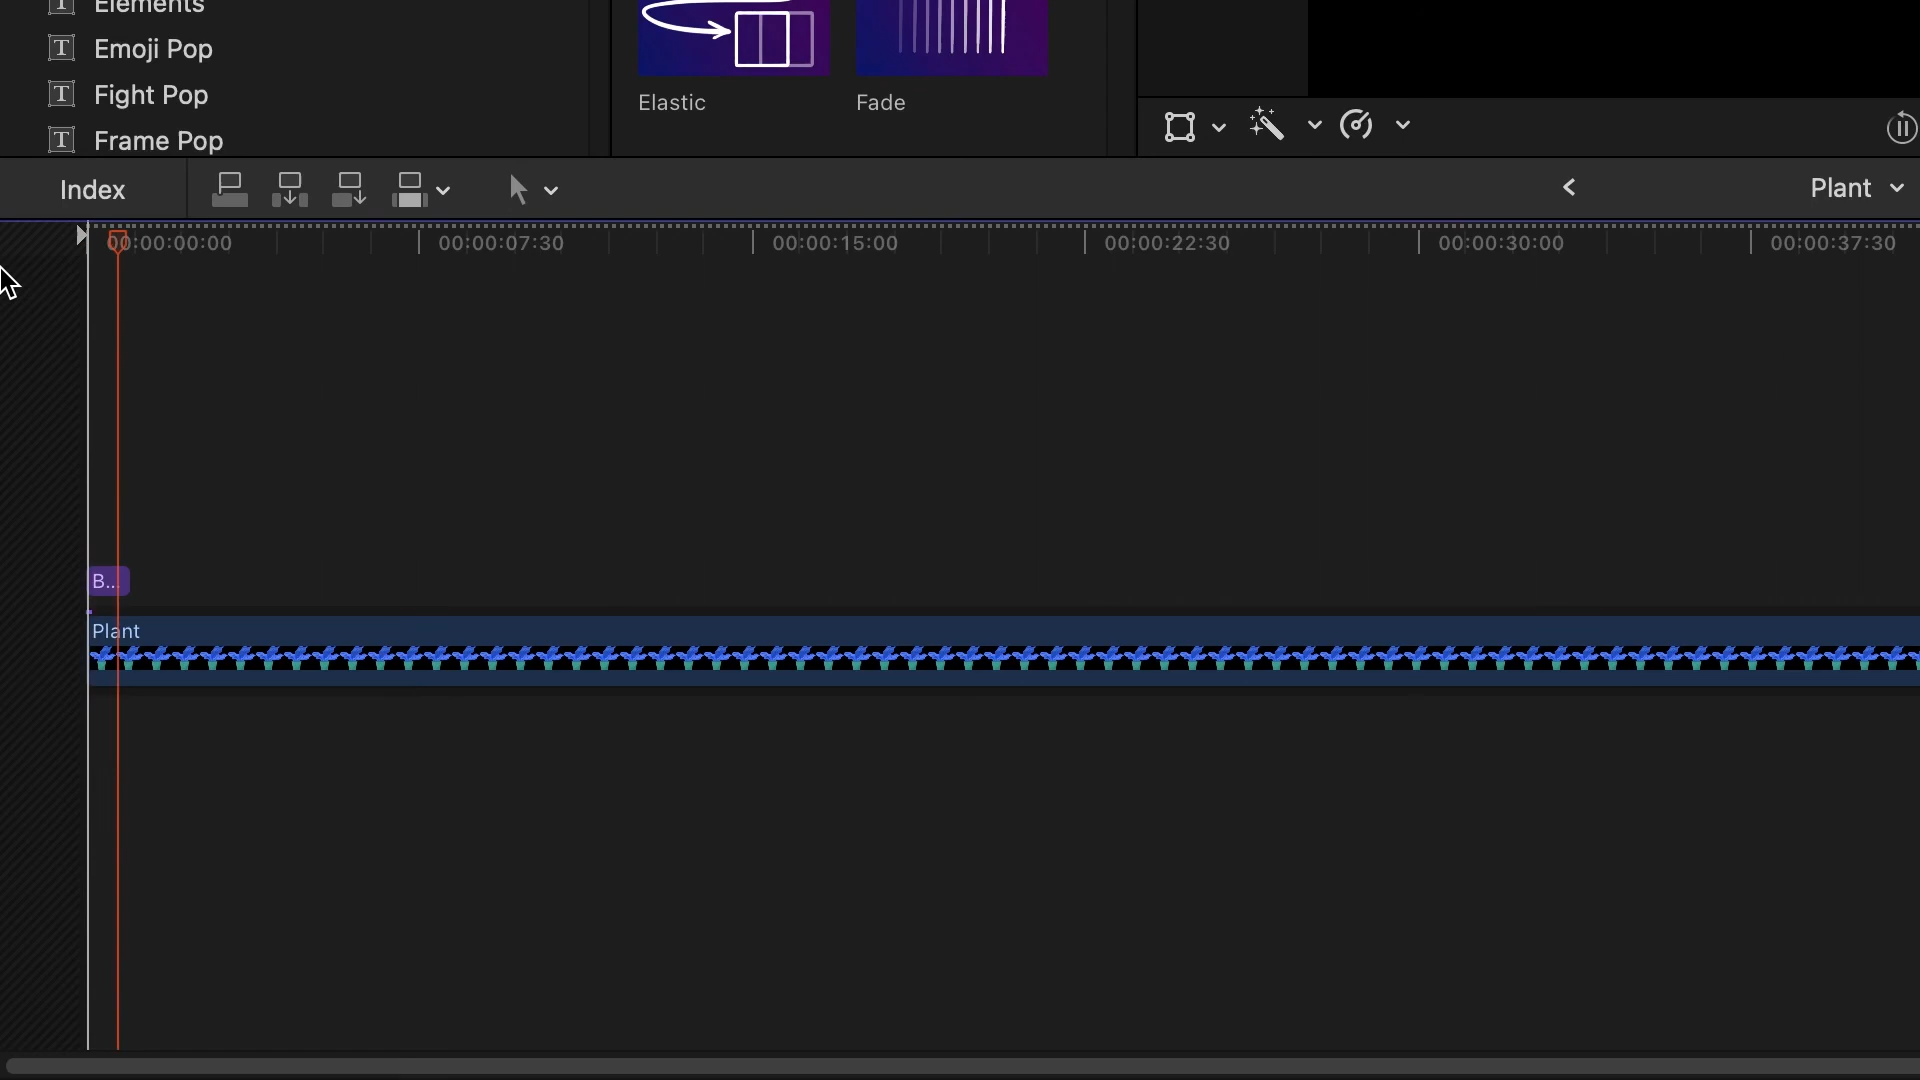 Elements
Emoji Pop
Fight Pop
Frame Pop
Elastic
Fade
Index
Plant
00:00:00:00
00:00:07:30
00:00:15:00
00:00:22:30
00:00:30:00
00:00:37:30
B...
Plant